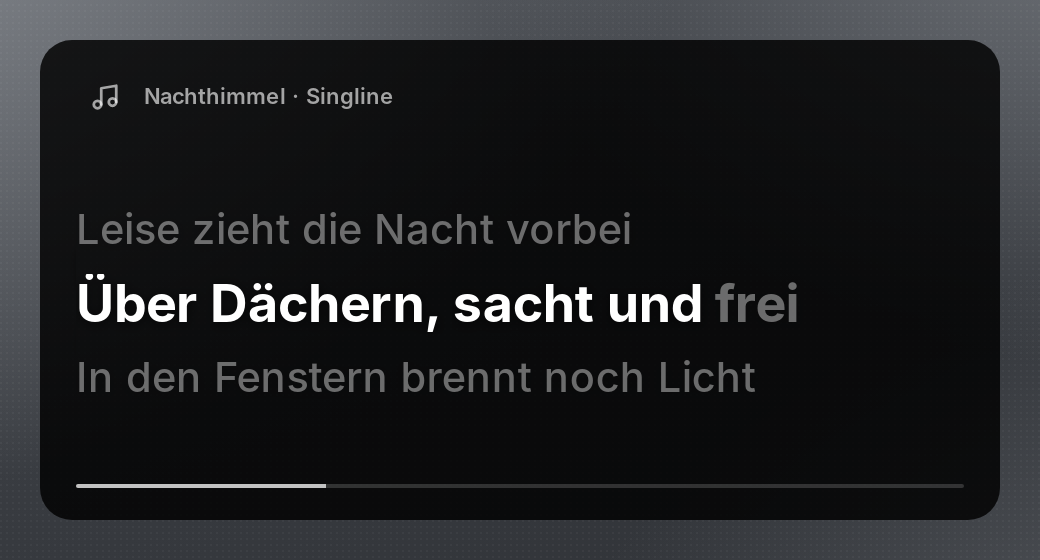 Nachthimmel · Singline
Leise zieht die Nacht vorbei
Über Dächern, sacht und frei
In den Fenstern brennt noch Licht